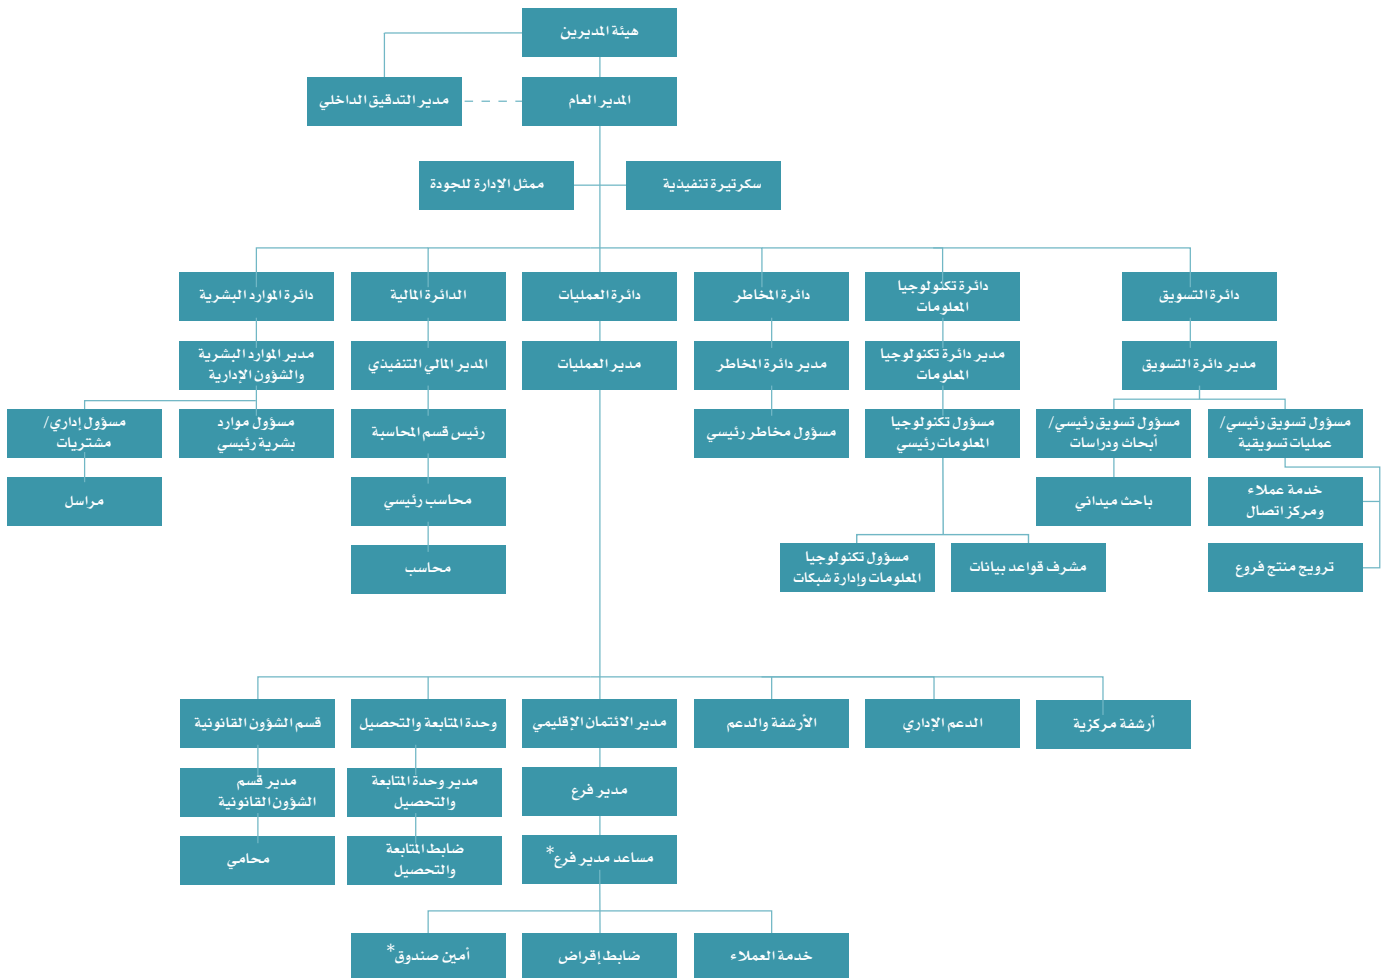 هيئة المديرين
المدير العام
مدير التدقيق الداخلي
سكرتيرة تنفيذية
ممثل الإدارة للجودة
دائرة التسويق
دائرة تكنولوجيا
المعلومات
دائرة المخاطر
دائرة العمليات
الدائرة المالية
دائرة الموارد البشرية
مدير دائرة التسويق
مدير دائرة تكنولوجيا
المعلومات
مدير دائرة المخاطر
مدير العمليات
المدير المالي التنفيذي
مدير الموارد البشرية
والشؤون الإدارية
مسؤول تسويق رئيسي/
عمليات تسويقية
مسؤول تسويق رئيسي/
أبحاث ودراسات
مسؤول تكنولوجيا
المعلومات رئيسي
مسؤول مخاطر رئيسي
رئيس قسم المحاسبة
مسؤول موارد
بشرية رئيسي
مسؤول إداري/
مشتريات
خدمة عملاء
ومركز اتصال
باحث ميداني
محاسب رئيسي
مراسل
ترويج منتج فروع
مشرف قواعد بيانات
مسؤول تكنولوجيا
المعلومات وإدارة شبكات
محاسب
أرشفة مركزية
الدعم الإداري
الأرشفة والدعم
مدير الائتمان الإقليمي
وحدة المتابعة والتحصيل
قسم الشؤون القانونية
مدير فرع
مدير وحدة المتابعة
والتحصيل
مدير قسم
الشؤون القانونية
مساعد مدير فرع*
ضابط المتابعة
والتحصيل
محامي
خدمة العملاء
ضابط إقراض
أمين صندوق*